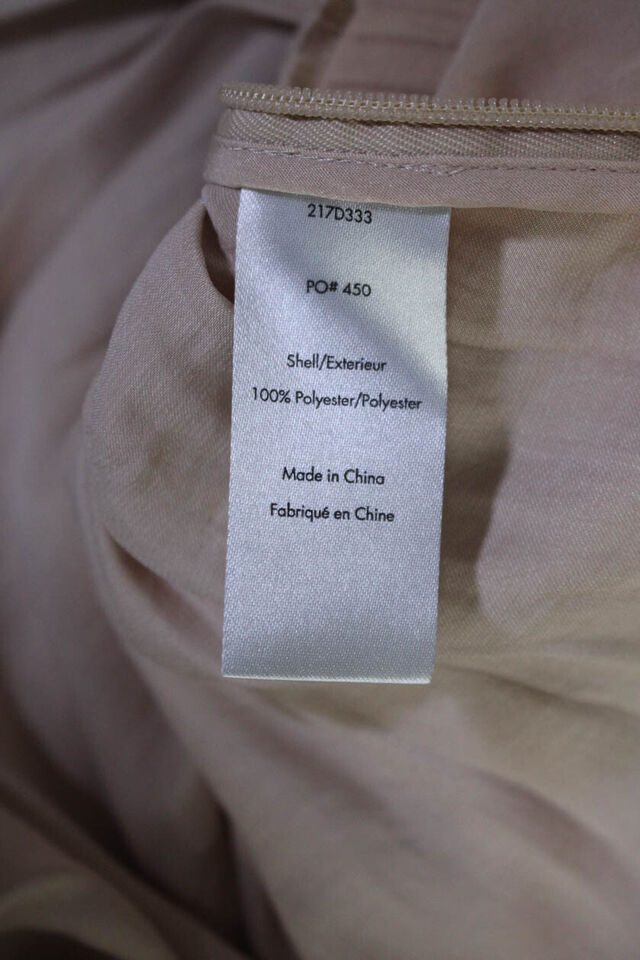 217D333
PO# 450
Shell/Exterieur
100% Polyester/Polyester
Made in China
Fabriqué en Chine